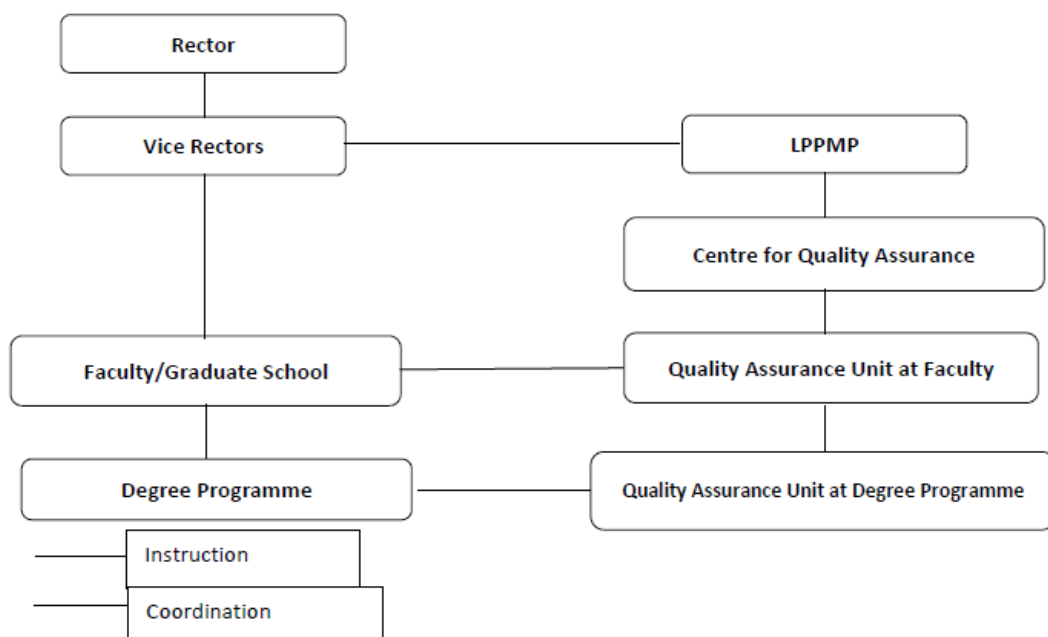 Rector
Vice Rectors
LPPMP
Centre for Quality Assurance
Faculty/Graduate School
Quality Assurance Unit at Faculty
Degree Programme
Quality Assurance Unit at Degree Programme
Instruction
Coordination